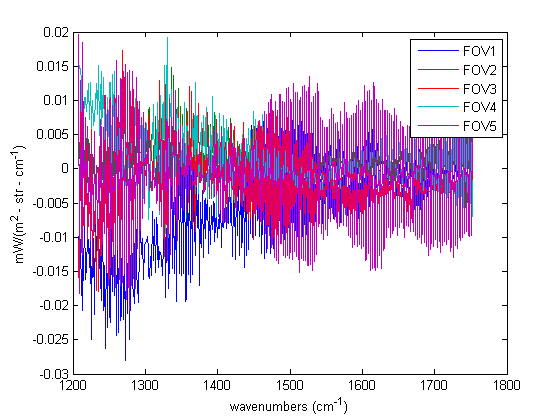 0.02
0.015
0.01
0.005
0
-0.005
-0.01
-0.015
-0.02
-0.025
-0.03
mW/(m² - str - cm⁻¹)
FOV1
FOV2
FOV3
FOV4
FOV5
1200 1300 1400 1500 1600 1700 1800
wavenumbers (cm⁻¹)